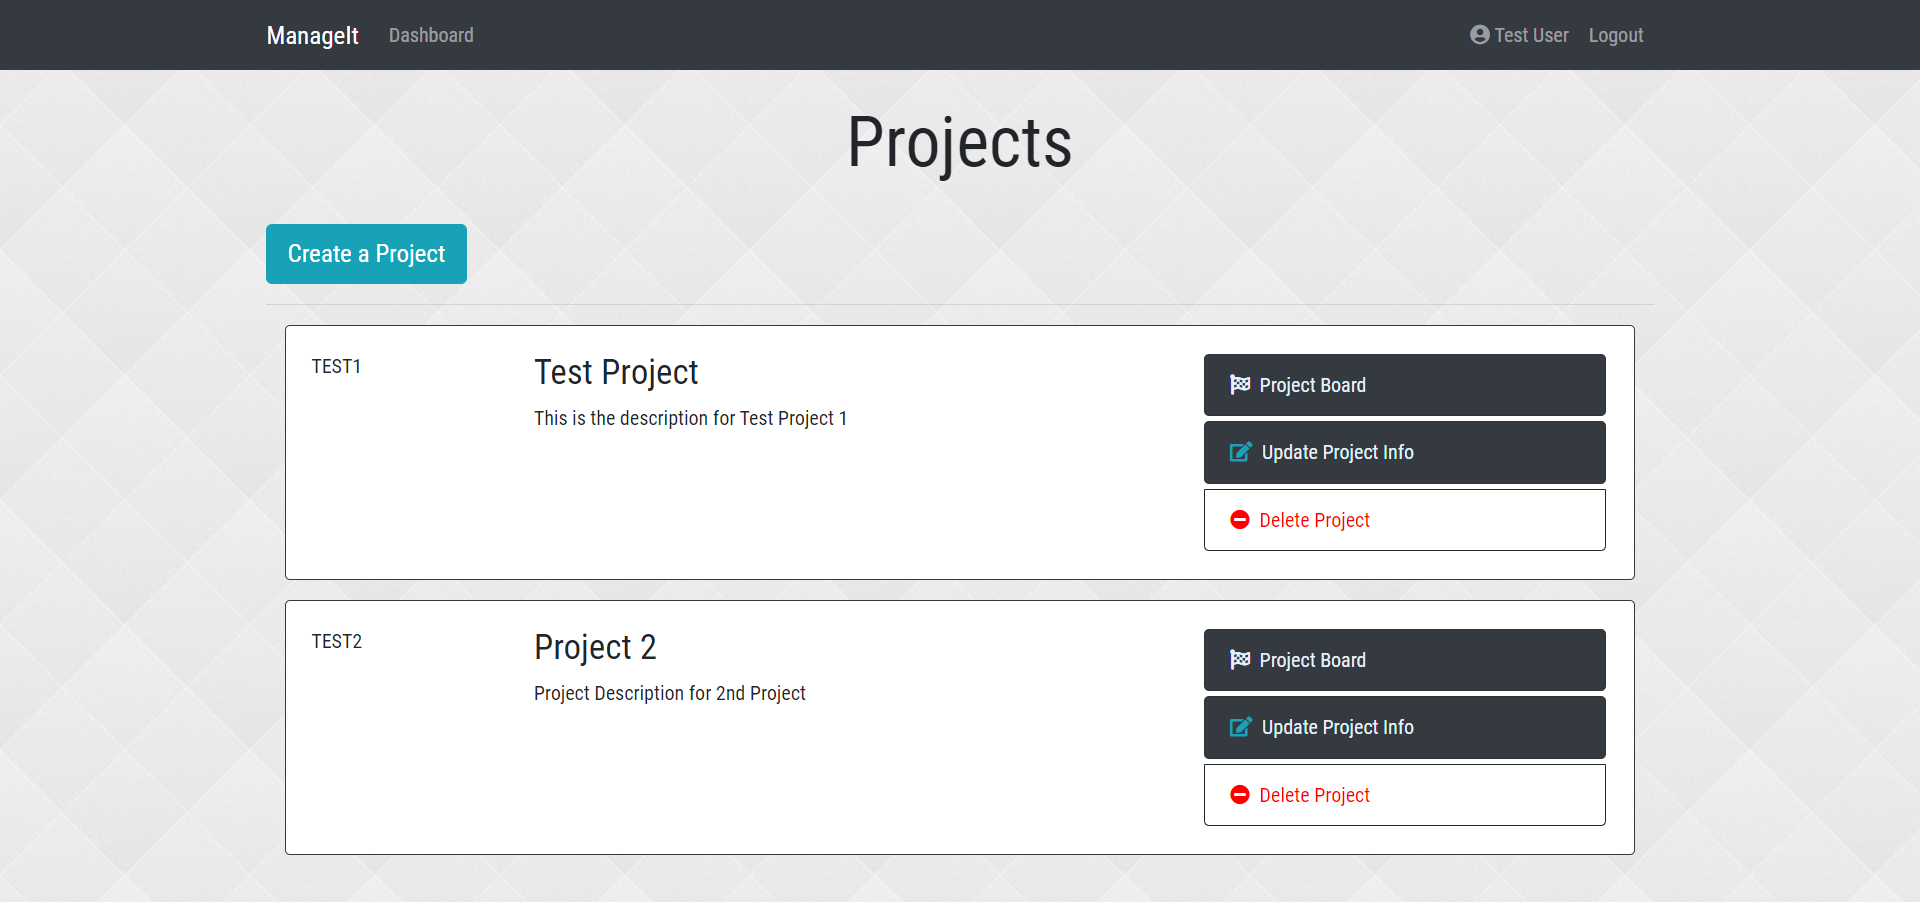 ManageIt Dashboard Test User Logout
Projects
Create a Project
TEST1
Test Project
This is the description for Test Project 1
Project Board
Update Project Info
Delete Project
TEST2
Project 2
Project Description for 2nd Project
Project Board
Update Project Info
Delete Project